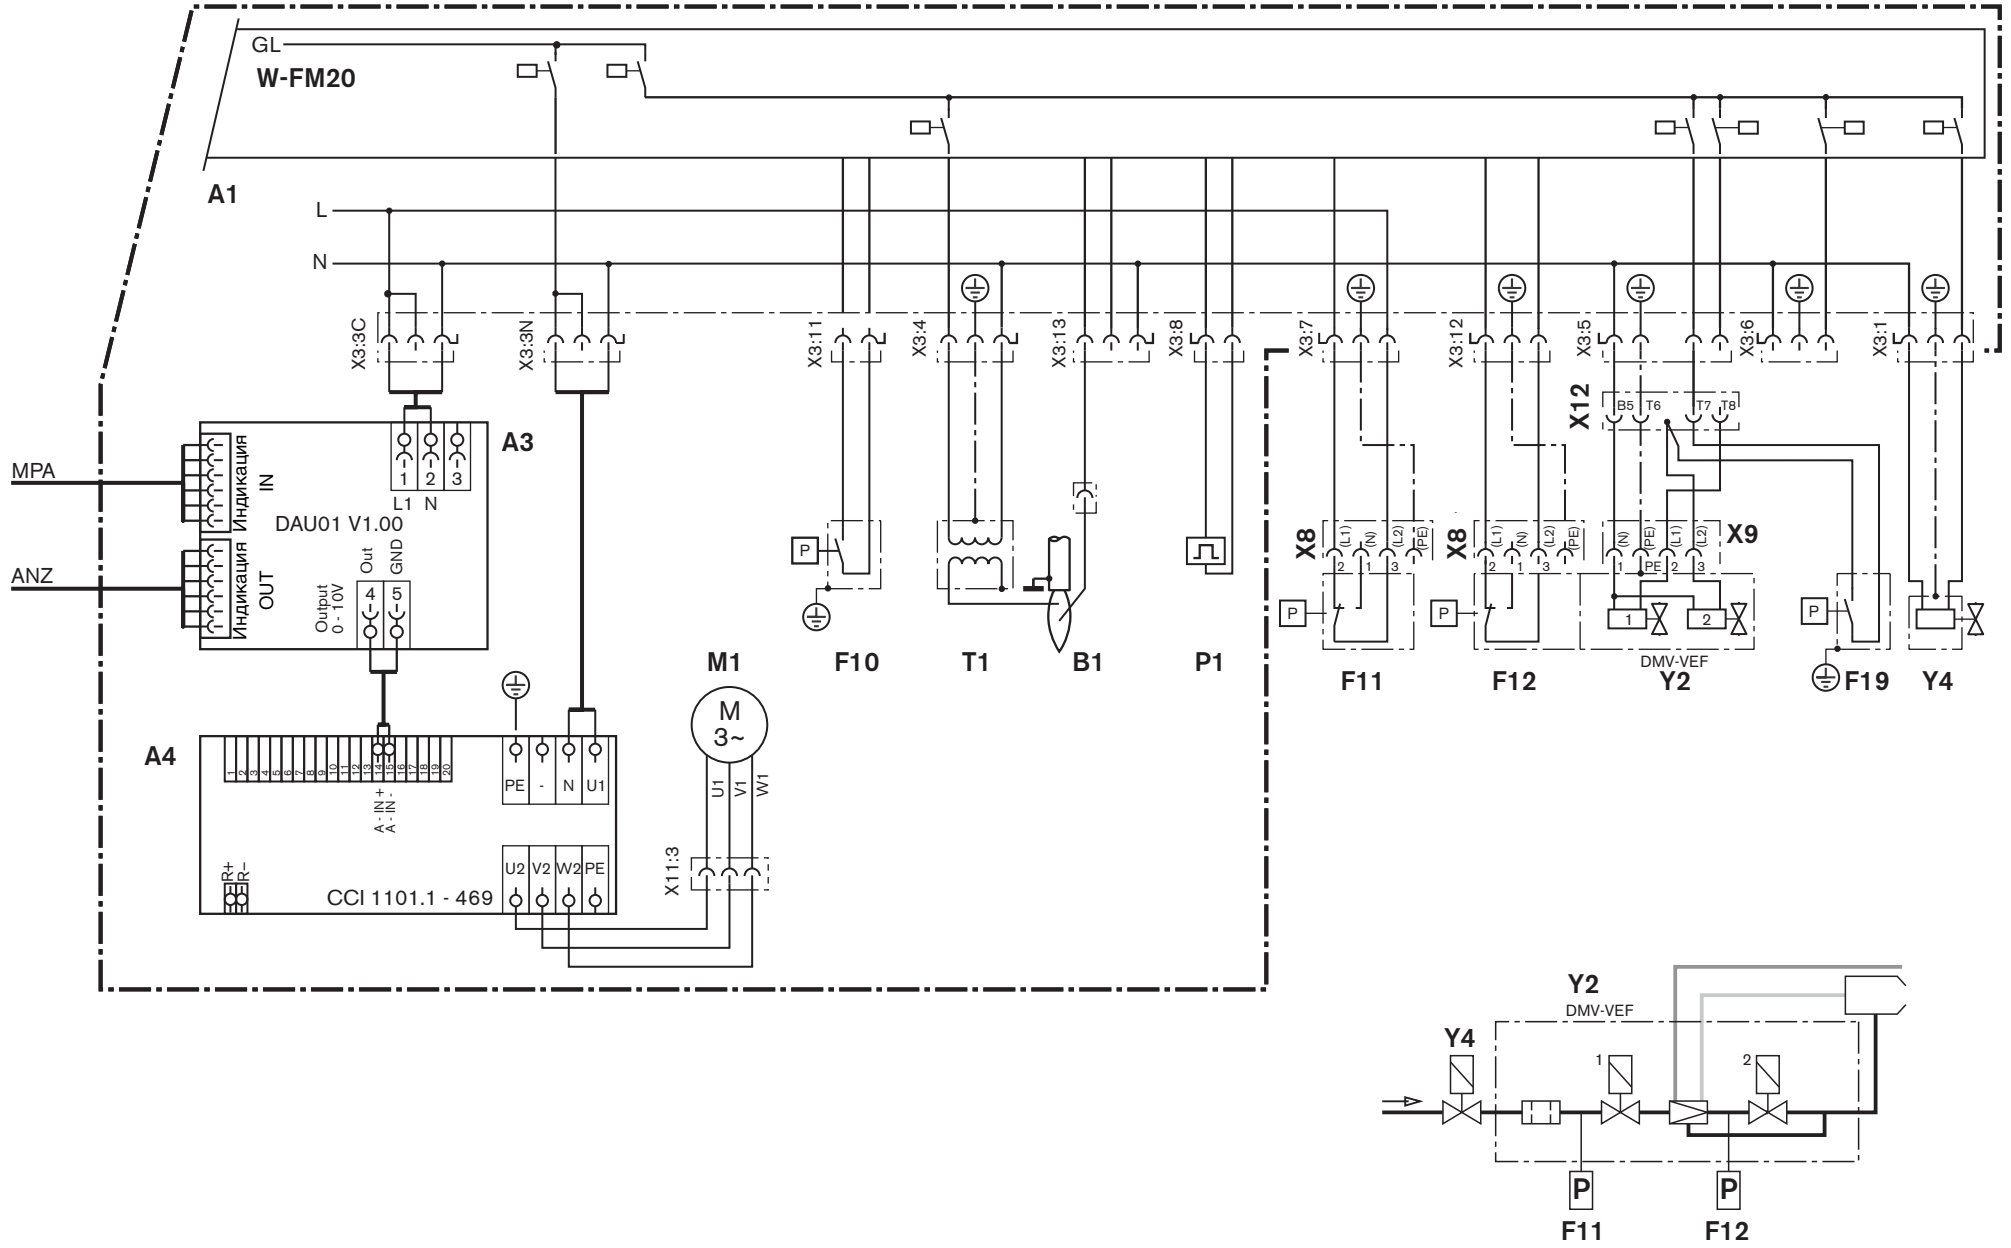 GL
W-FM20
A1
L
N
X3:3C
X3:3N
X3:11
X3:4
X3:13
X3:8
X3:7
X3:12
X3:5
X3:6
X3:1
X12
B5 T6 T7 T8
MPA
ANZ
Индикация
IN
Индикация
OUT
A3
1 2 3
L1 N
DAU01 V1.00
Out
GND
Output
0 - 10V
4 5
P
X8
(L1) (N) (L2) (PE)
2 1 3
X8
(L1) (N) (L2) (PE)
2 1 3
X9
(N) (PE) (L1) (L2)
1 PE 2 3
P
P
1 2
P
DMV-VEF
M1
F10
T1
B1
P1
F11
F12
Y2
F19
Y4
M
3~
U1
V1
W1
X11:3
A4
1 2 3 4 5 6 7 8 9 10 11 12 13 14 15 16 17 18 19 20
A - IN +
A - IN -
PE - N U1
U2 V2 W2 PE
R+
R−
CCI 1101.1 - 469
Y2
DMV-VEF
Y4
1
2
P
P
F11
F12